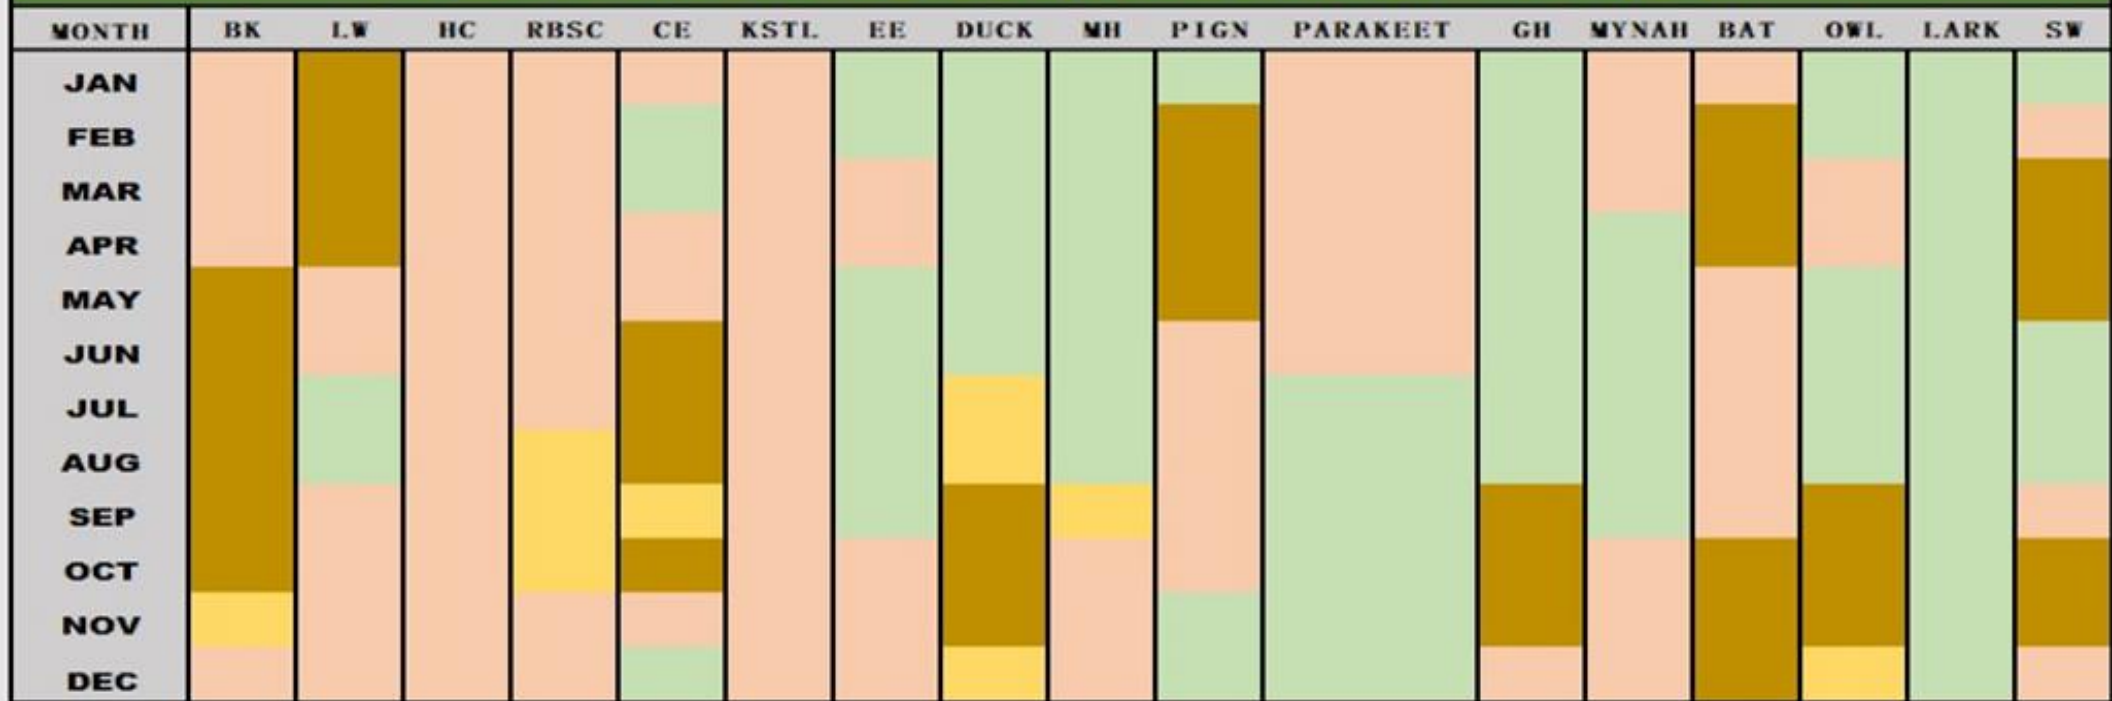 MONTH BK LW HC RBSC CE KSTL EE DUCK MH PIGN PARAKEET GH MYNAH BAT OWL LARK SW
JAN
FEB
MAR
APR
MAY
JUN
JUL
AUG
SEP
OCT
NOV
DEC